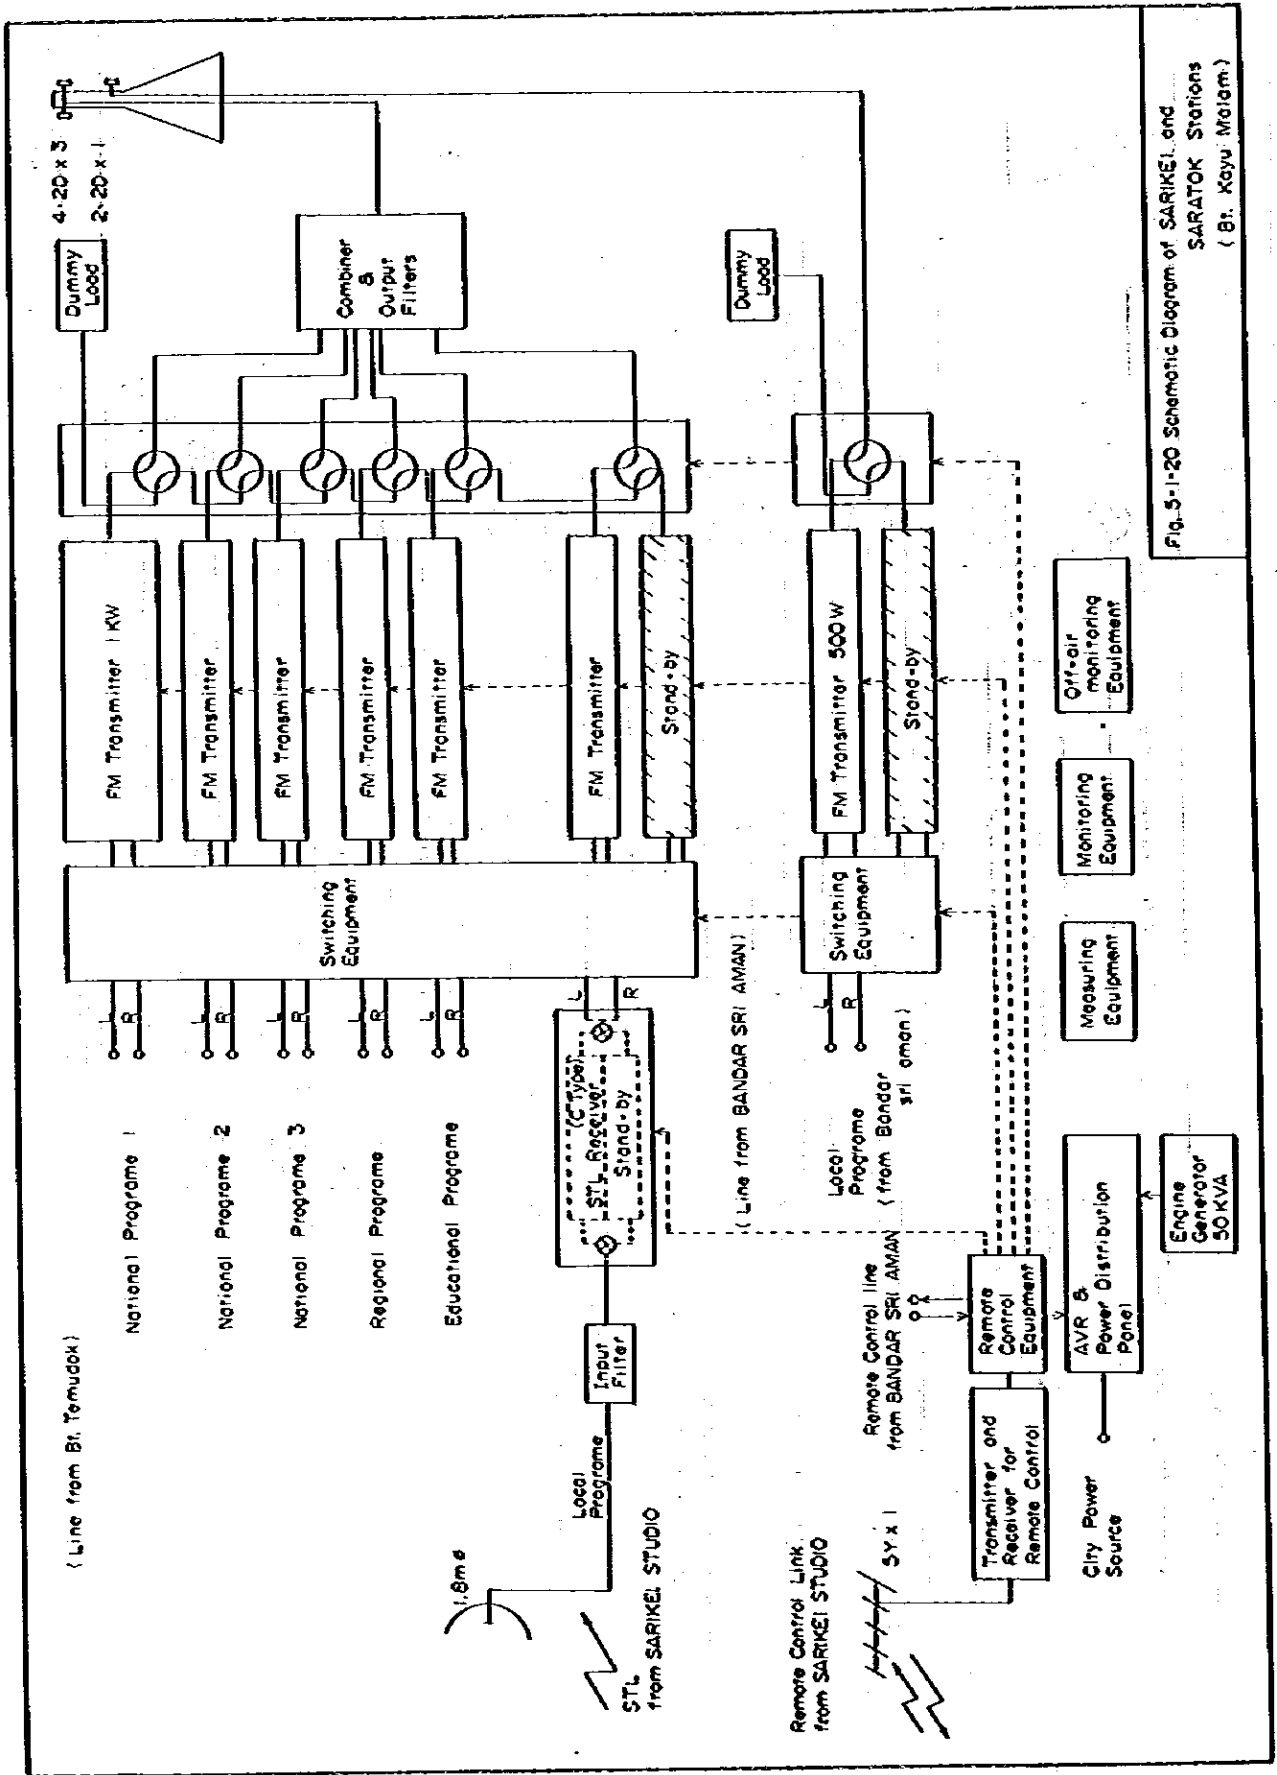 ( Line from Bt. Temudok)
National Programe 1
National Programe 2
National Programe 3
Regional Programe
Educational Programe
L
R
L
R
L
R
L
R
L
R
Switching
Equipment
FM Transmitter 1 KW
FM Transmitter
FM Transmitter
FM Transmitter
FM Transmitter
FM Transmitter
Stand-by
Dummy
Load
4-2D x 3
2-2D x 1
Combiner
&
Output
Filters
1.8m ø
STL
from SARIKEI STUDIO
Local
Programe
Input
Filter
(C Type)
STL Receiver
Stand-by
L
R
( Line from BANDAR SRI AMAN)
Local
Programe
( from Bandar
sri aman )
L
R
Switching
Equipment
FM Transmitter 500W
Stand-by
Dummy
Load
Remote Control Link
from SARIKEI STUDIO
5Y x 1
Remote Control line
from BANDAR SRI AMAN
Transmitter and
Receiver for
Remote Control
Remote
Control
Equipment
City Power
Source
AVR &
Power Distribution
Panel
Engine
Generator
50 KVA
Measuring
Equipment
Monitoring
Equipment
Off-air
monitoring
Equipment
Fig. 5-1-20 Schematic Diagram of SARIKEI and
SARATOK Stations
( Bt. Kayu Malam )